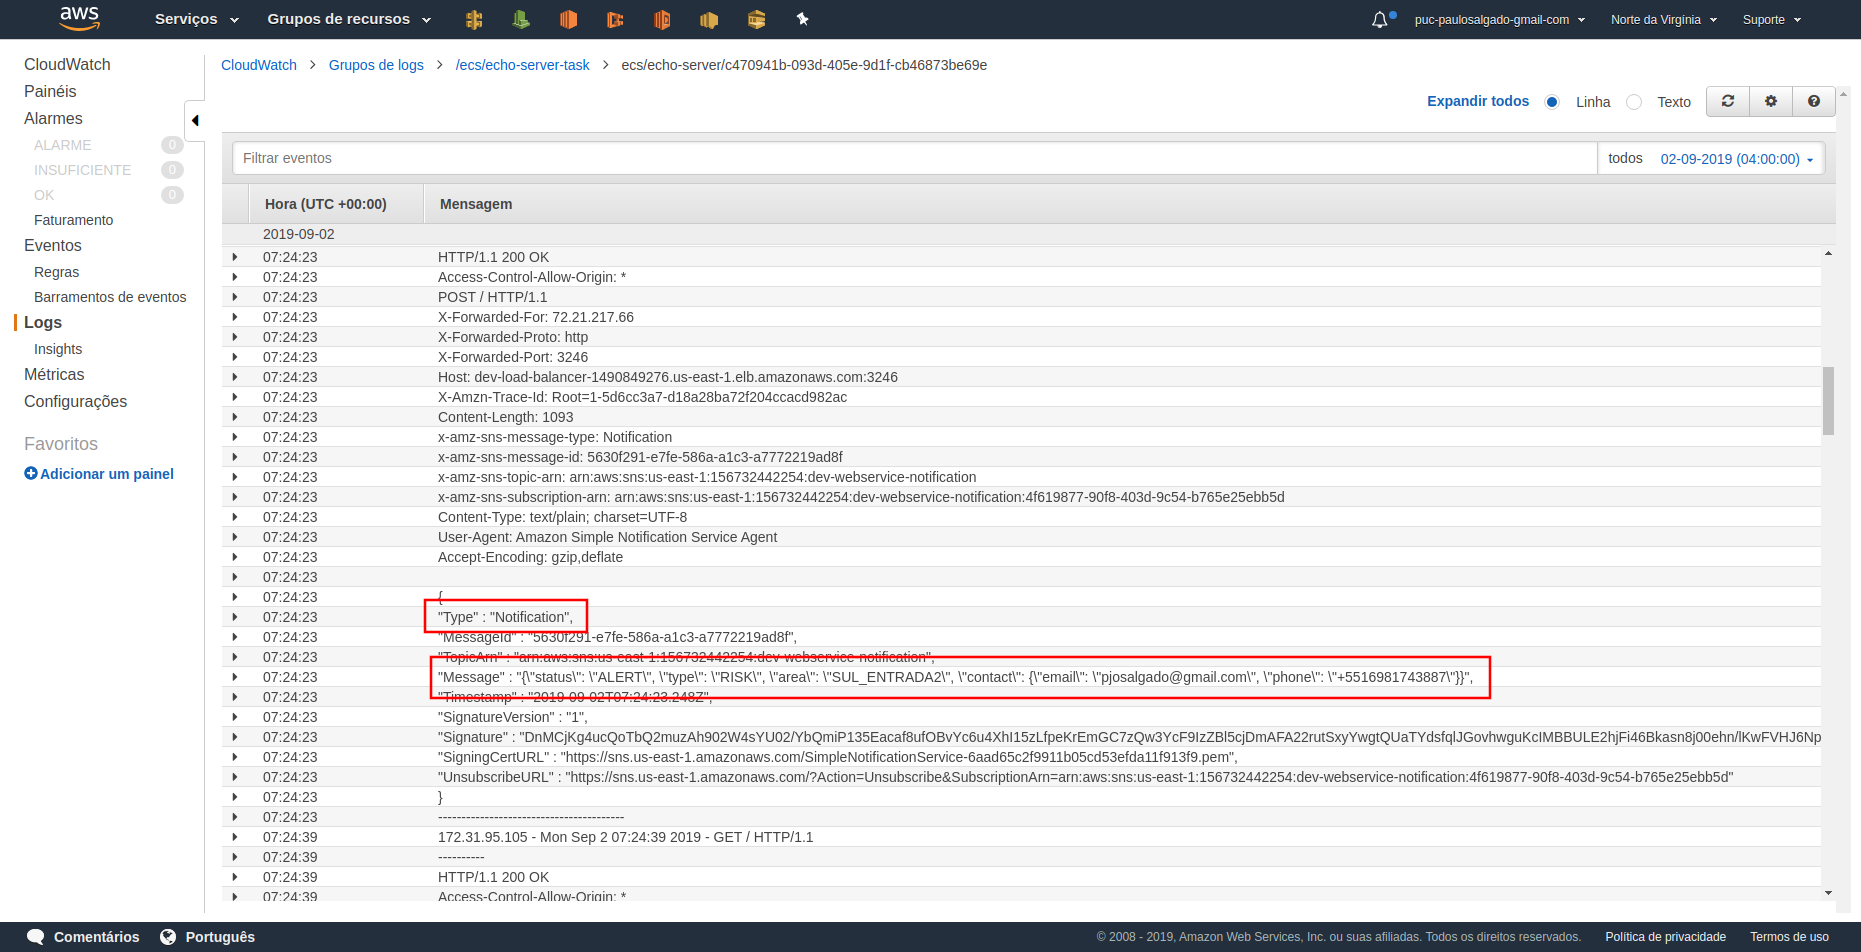 aws Serviços Grupos de recursos puc-paulosalgado-gmail-com Norte da Virgínia Suporte
CloudWatch
Painéis
Alarmes
ALARME 0
INSUFICIENTE 0
OK 0
Faturamento
Eventos
Regras
Barramentos de eventos
Logs
Insights
Métricas
Configurações
Favoritos
Adicionar um painel
CloudWatch > Grupos de logs > /ecs/echo-server-task > ecs/echo-server/c470941b-093d-405e-9d1f-cb46873be69e
Expandir todos Linha Texto
Filtrar eventos todos 02-09-2019 (04:00:00)
Hora (UTC +00:00) Mensagem
2019-09-02
07:24:23 HTTP/1.1 200 OK
07:24:23 Access-Control-Allow-Origin: *
07:24:23 POST / HTTP/1.1
07:24:23 X-Forwarded-For: 72.21.217.66
07:24:23 X-Forwarded-Proto: http
07:24:23 X-Forwarded-Port: 3246
07:24:23 Host: dev-load-balancer-1490849276.us-east-1.elb.amazonaws.com:3246
07:24:23 X-Amzn-Trace-Id: Root=1-5d6cc3a7-d18a28ba72f204ccacd982ac
07:24:23 Content-Length: 1093
07:24:23 x-amz-sns-message-type: Notification
07:24:23 x-amz-sns-message-id: 5630f291-e7fe-586a-a1c3-a7772219ad8f
07:24:23 x-amz-sns-topic-arn: arn:aws:sns:us-east-1:156732442254:dev-webservice-notification
07:24:23 x-amz-sns-subscription-arn: arn:aws:sns:us-east-1:156732442254:dev-webservice-notification:4f619877-90f8-403d-9c54-b765e25ebb5d
07:24:23 Content-Type: text/plain; charset=UTF-8
07:24:23 User-Agent: Amazon Simple Notification Service Agent
07:24:23 Accept-Encoding: gzip,deflate
07:24:23
07:24:23 {
07:24:23 "Type" : "Notification",
07:24:23 "MessageId" : "5630f291-e7fe-586a-a1c3-a7772219ad8f",
07:24:23 "TopicArn" : "arn:aws:sns:us-east-1:156732442254:dev-webservice-notification",
07:24:23 "Message" : "{\"status\": \"ALERT\", \"type\": \"RISK\", \"area\": \"SUL_ENTRADA2\", \"contact\": {\"email\": \"pjosalgado@gmail.com\", \"phone\": \"+5516981743887\"}}",
07:24:23 "Timestamp" : "2019-09-02T07:24:23.248Z",
07:24:23 "SignatureVersion" : "1",
07:24:23 "Signature" : "DnMCjKg4ucQoTbQ2muzAh902W4sYU02/YbQmiP135Eacaf8ufOBvYc6u4XhI15zLfpeKrEmGC7zQw3YcF9IzZBl5cjDmAFA22rutSxyYwgtQUaTYdsfqlJGovhwguKcIMBBULE2hjFi46Bkasn8j00ehn/lKwFVHJ6Np
07:24:23 "SigningCertURL" : "https://sns.us-east-1.amazonaws.com/SimpleNotificationService-6aad65c2f9911b05cd53efda11f913f9.pem",
07:24:23 "UnsubscribeURL" : "https://sns.us-east-1.amazonaws.com/?Action=Unsubscribe&SubscriptionArn=arn:aws:sns:us-east-1:156732442254:dev-webservice-notification:4f619877-90f8-403d-9c54-b765e25ebb5d"
07:24:23 }
07:24:23 ----------------------------------------
07:24:39 172.31.95.105 - Mon Sep 2 07:24:39 2019 - GET / HTTP/1.1
07:24:39 ----------
07:24:39 HTTP/1.1 200 OK
07:24:39 Access-Control-Allow-Origin: *
Comentários Português © 2008 - 2019, Amazon Web Services, Inc. ou suas afiliadas. Todos os direitos reservados. Política de privacidade Termos de uso